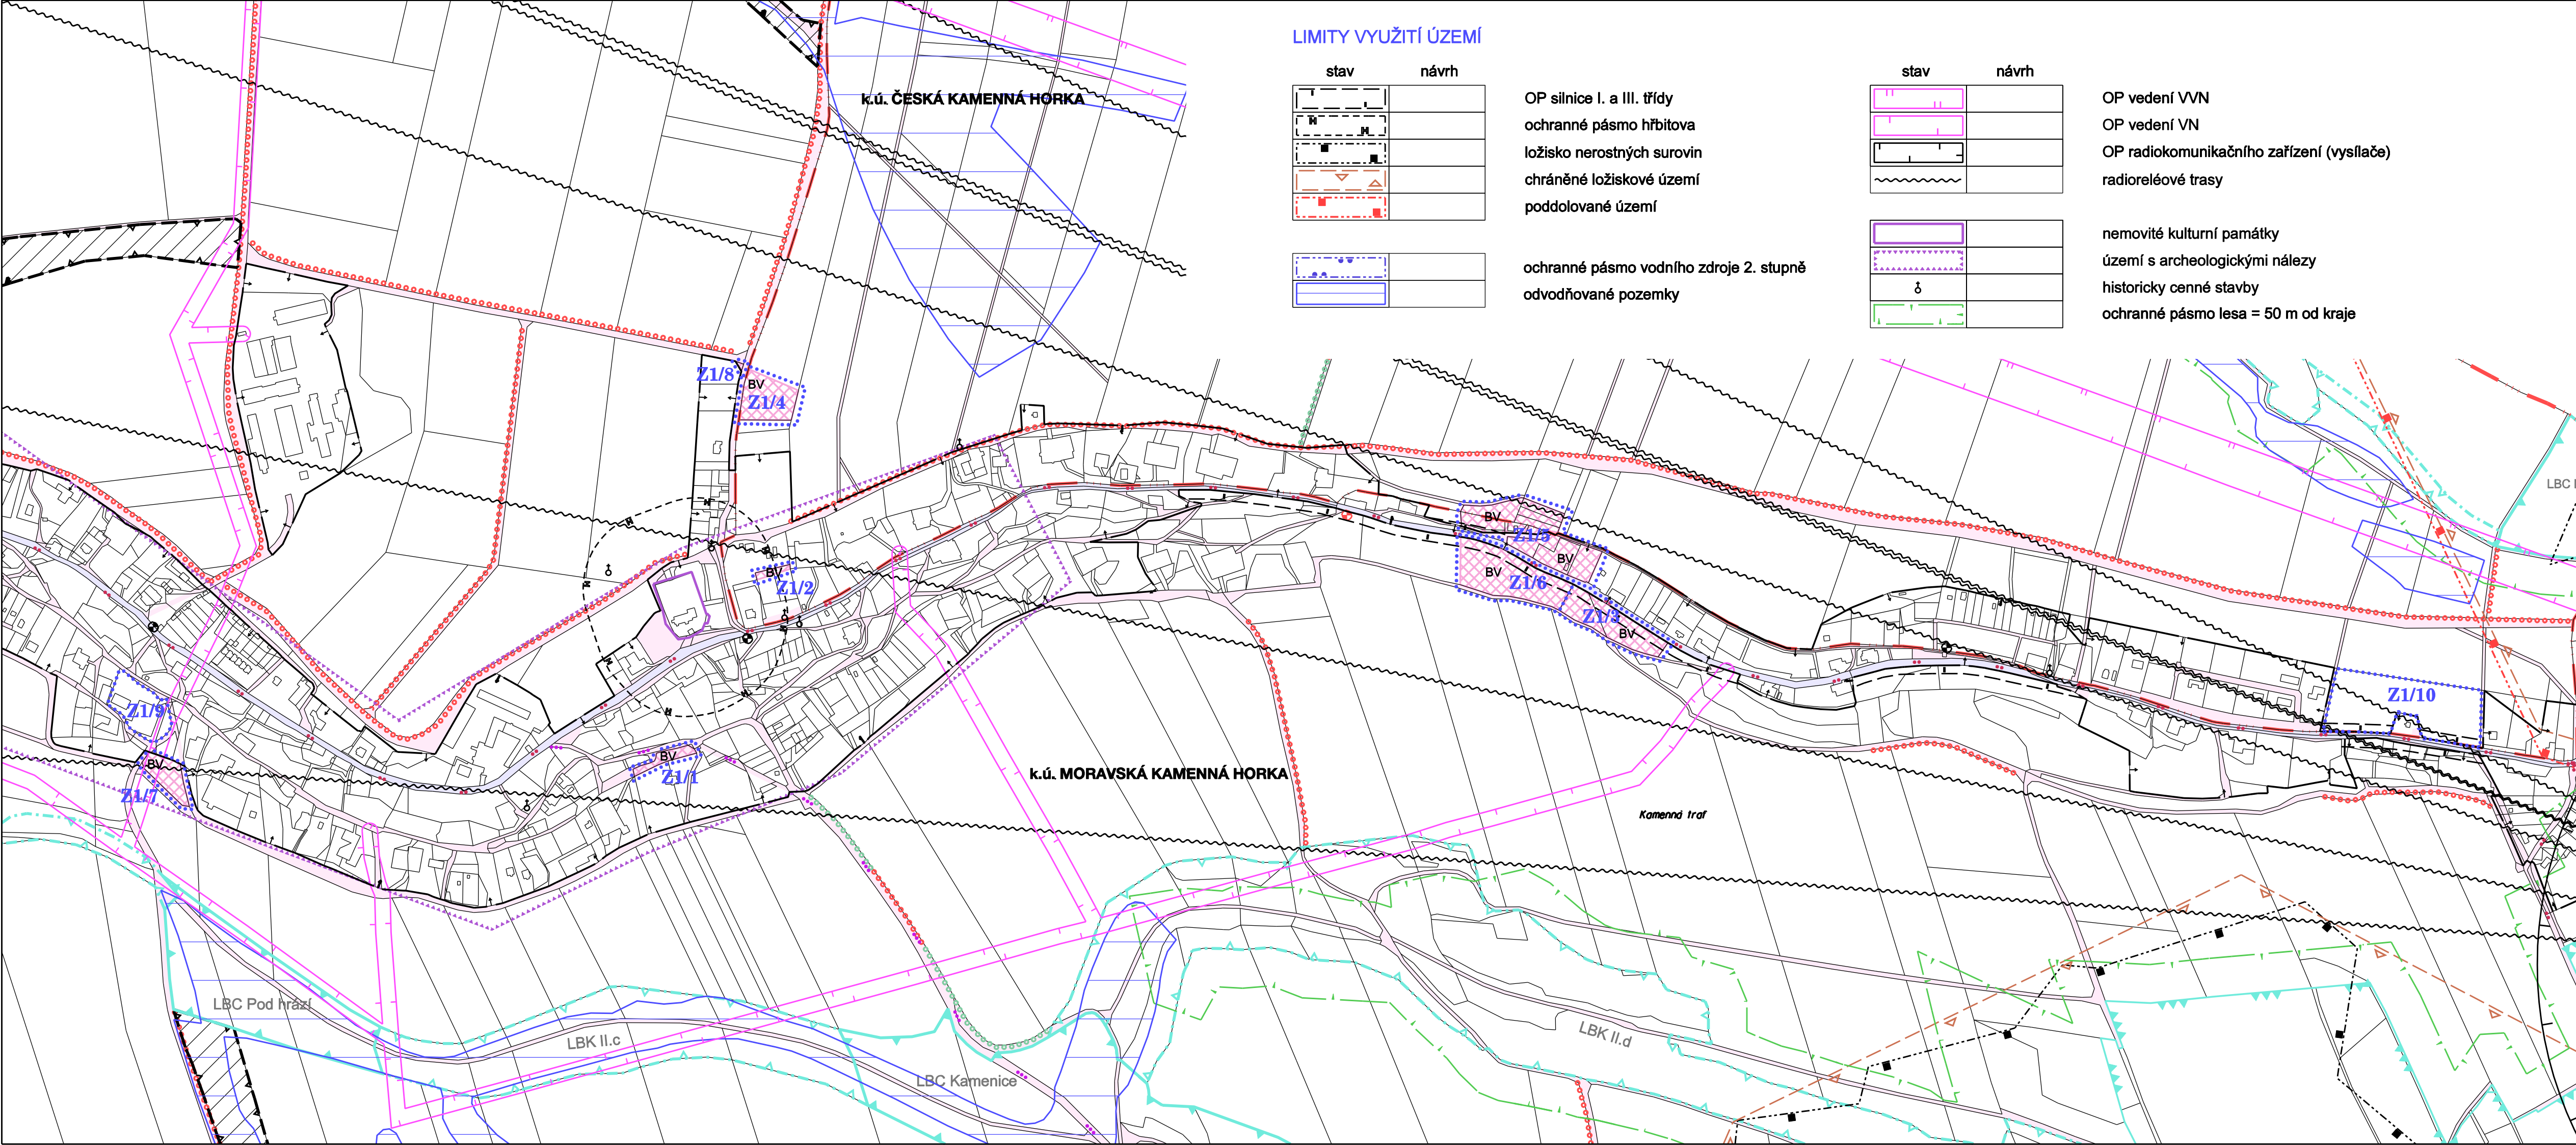 LIMITY VYUŽITÍ ÚZEMÍ
stav návrh
OP silnice I. a III. třídy
ochranné pásmo hřbitova
ložisko nerostných surovin
chráněné ložiskové území
poddolované území
ochranné pásmo vodního zdroje 2. stupně
odvodňované pozemky
stav návrh
OP vedení VVN
OP vedení VN
OP radiokomunikačního zařízení (vysílače)
radioreléové trasy
nemovité kulturní památky
území s archeologickými nálezy
historicky cenné stavby
ochranné pásmo lesa = 50 m od kraje
k.ú. ČESKÁ KAMENNÁ HORKA
Z1/8
BV
Z1/4
BV
Z1/2
BV
Z1/5
BV
BV
Z1/6
Z1/3
BV
Z1/10
Z1/9
BV
Z1/7
BV
Z1/1
k.ú. MORAVSKÁ KAMENNÁ HORKA
Kamenná trať
LBC Pod hrází
LBK II.c
LBC Kamenice
LBK II.d
LBC